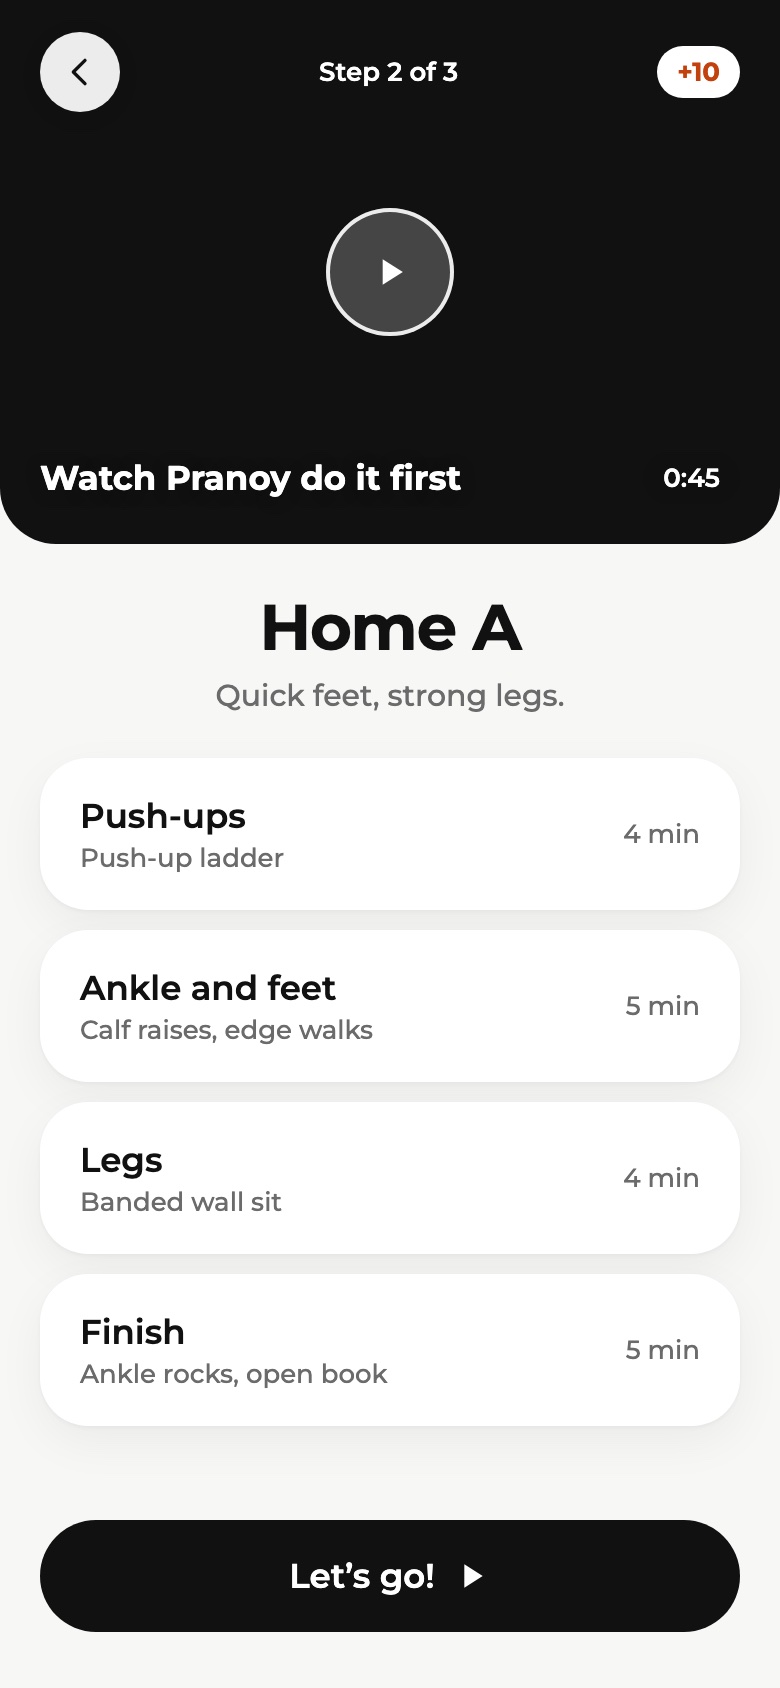 Step 2 of 3
+10
Watch Pranoy do it first
0:45
Home A
Quick feet, strong legs.
Push-ups
Push-up ladder
4 min
Ankle and feet
Calf raises, edge walks
5 min
Legs
Banded wall sit
4 min
Finish
Ankle rocks, open book
5 min
Let’s go!